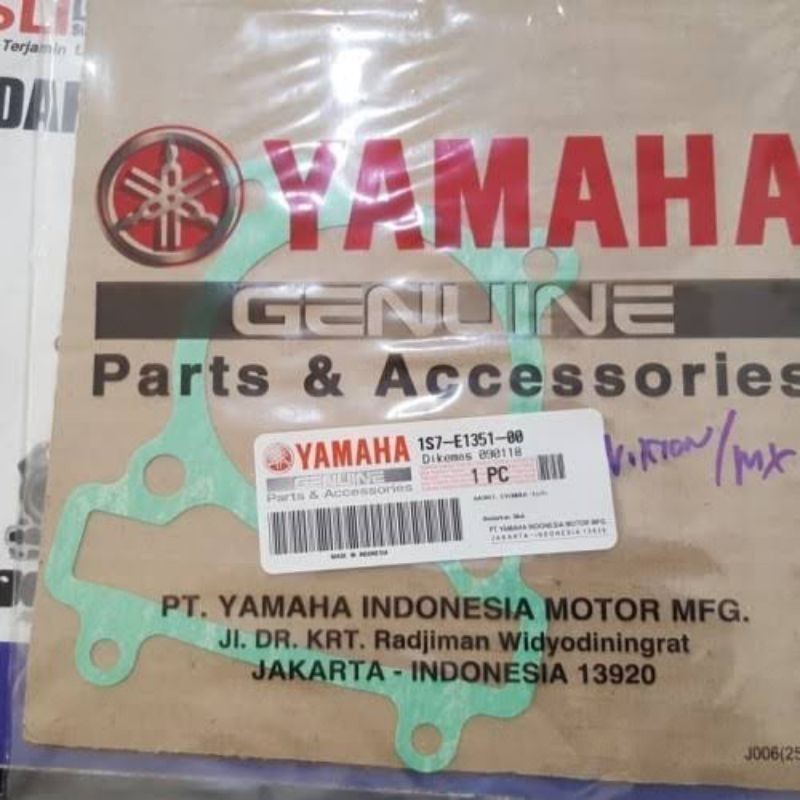 SLI
Terjamin
DAF
YAMAHA
GENUINE
Parts & Accessories
YAMAHA
GENUINE
Parts & Accessories
1S7-E1351-00
Dikemas 090118
1 PC
MADE IN INDONESIA
PT. YAMAHA INDONESIA MOTOR MFG.
JAKARTA-INDONESIA 13920
VIXION/MX
PT. YAMAHA INDONESIA MOTOR MFG.
Jl. DR. KRT. Radjiman Widyodiningrat
JAKARTA - INDONESIA 13920
J006(25